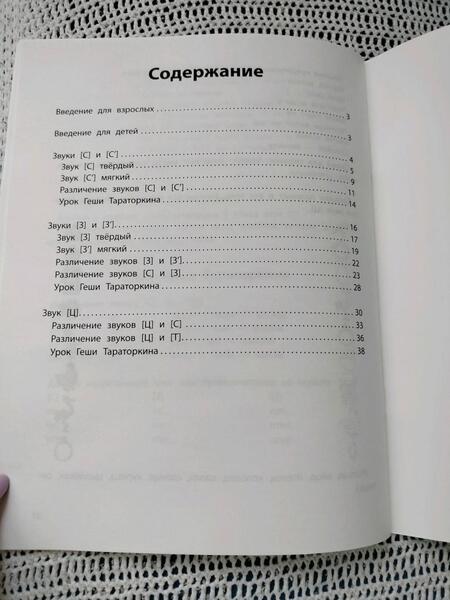 Содержание
Введение для взрослых 3
Введение для детей 3
Звуки [С] и [С'] 4
Звук [С] твёрдый 5
Звук [С'] мягкий 9
Различение звуков [С] и [С'] 11
Урок Геши Тараторкина 14
Звуки [З] и [З'] 16
Звук [З] твёрдый 17
Звук [З'] мягкий 19
Различение звуков [З] и [З'] 22
Различение звуков [С] и [З] 23
Урок Геши Тараторкина 28
Звук [Ц] 30
Различение звуков [Ц] и [С] 33
Различение звуков [Ц] и [Т] 36
Урок Геши Тараторкина 38